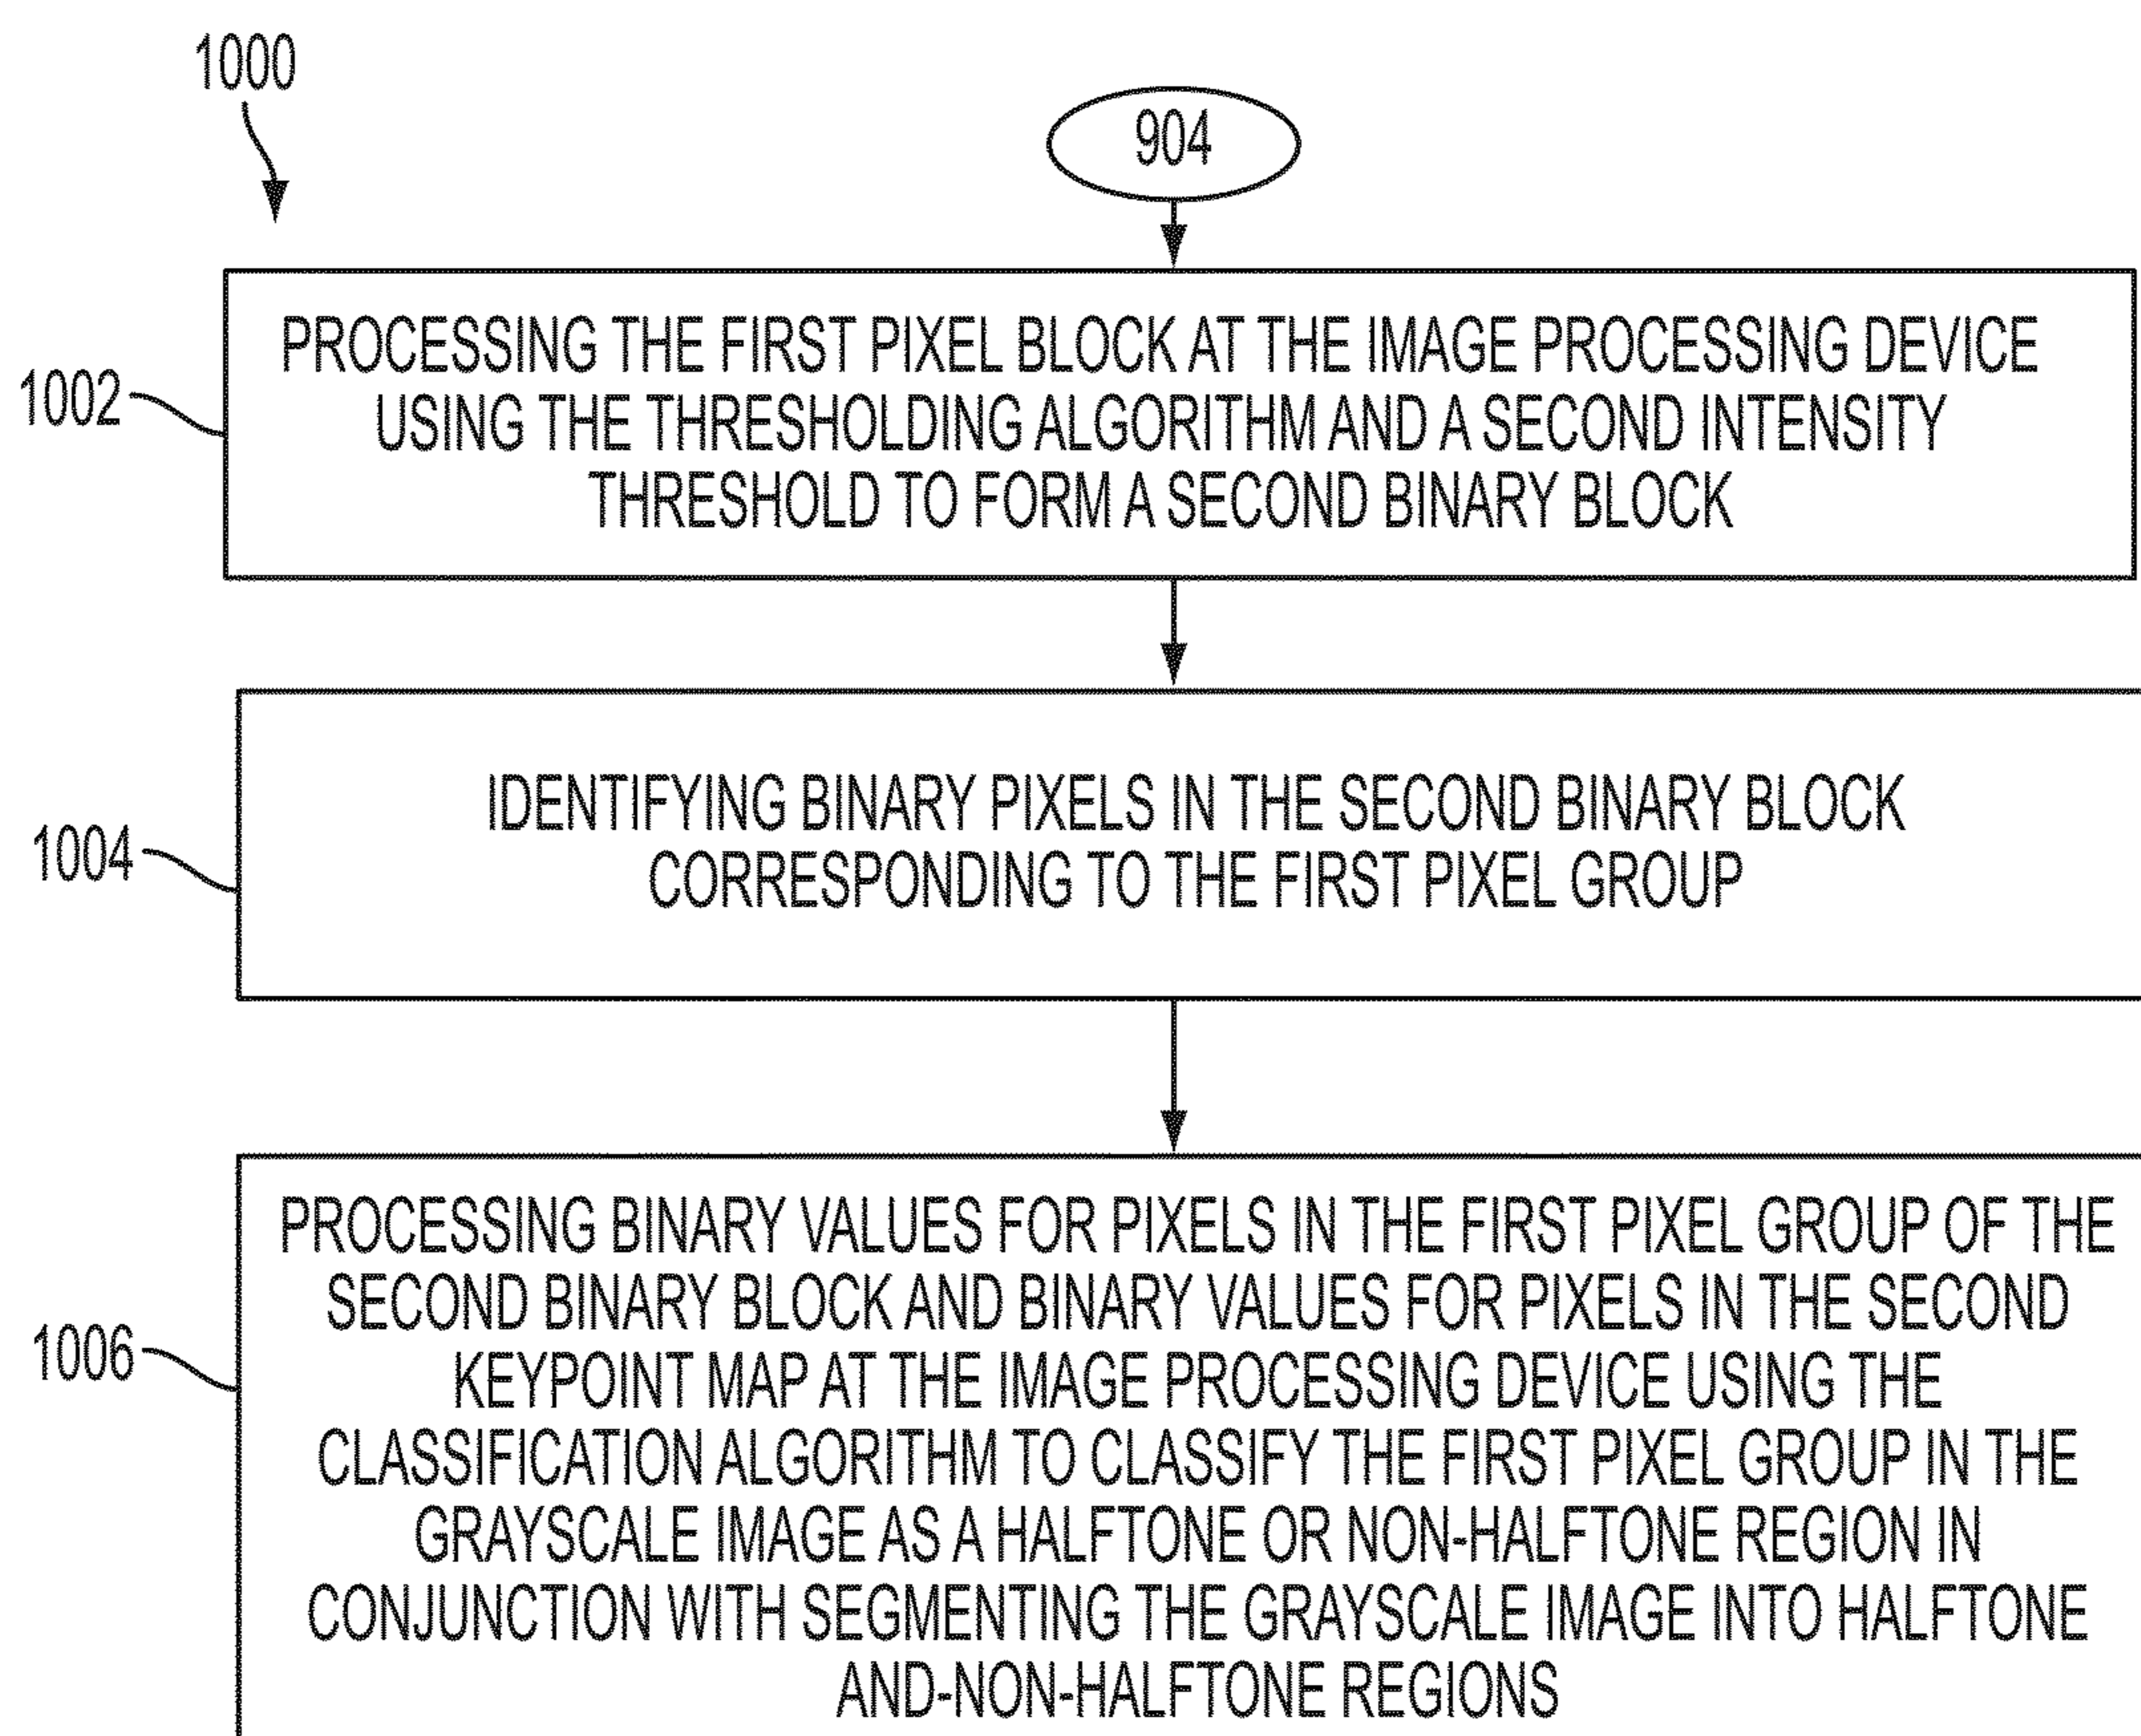 1000
904
1002
PROCESSING THE FIRST PIXEL BLOCK AT THE IMAGE PROCESSING DEVICE
USING THE THRESHOLDING ALGORITHM AND A SECOND INTENSITY
THRESHOLD TO FORM A SECOND BINARY BLOCK
1004
IDENTIFYING BINARY PIXELS IN THE SECOND BINARY BLOCK
CORRESPONDING TO THE FIRST PIXEL GROUP
1006
PROCESSING BINARY VALUES FOR PIXELS IN THE FIRST PIXEL GROUP OF THE
SECOND BINARY BLOCK AND BINARY VALUES FOR PIXELS IN THE SECOND
KEYPOINT MAP AT THE IMAGE PROCESSING DEVICE USING THE
CLASSIFICATION ALGORITHM TO CLASSIFY THE FIRST PIXEL GROUP IN THE
GRAYSCALE IMAGE AS A HALFTONE OR NON-HALFTONE REGION IN
CONJUNCTION WITH SEGMENTING THE GRAYSCALE IMAGE INTO HALFTONE
AND-NON-HALFTONE REGIONS